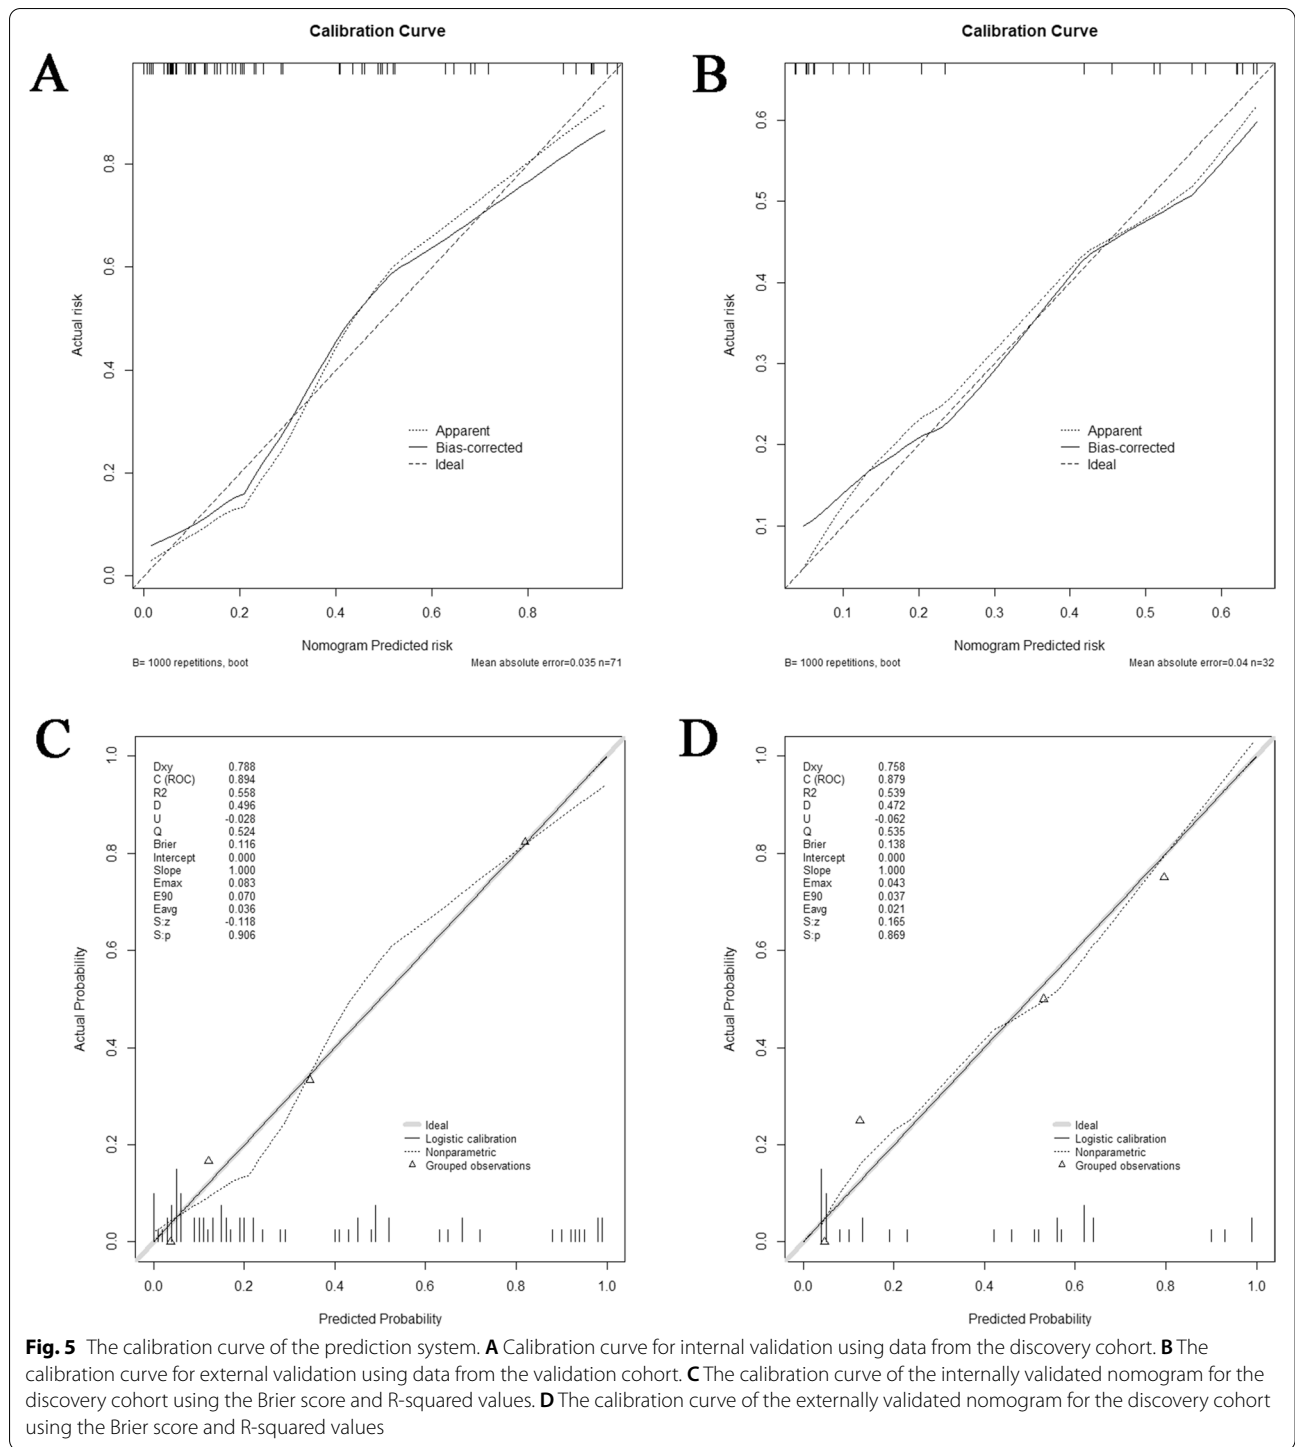 Calibration Curve
A
Actual risk
0.0
0.2
0.4
0.6
0.8
Apparent
Bias-corrected
Ideal
0.0 0.2 0.4 0.6 0.8
Nomogram Predicted risk
B= 1000 repetitions, boot Mean absolute error=0.035 n=71
Calibration Curve
B
Actual risk
0.1
0.2
0.3
0.4
0.5
0.6
Apparent
Bias-corrected
Ideal
0.1 0.2 0.3 0.4 0.5 0.6
Nomogram Predicted risk
B= 1000 repetitions, boot Mean absolute error=0.04 n=32
C
Dxy 0.788
C (ROC) 0.894
R2 0.558
D 0.496
U -0.028
Q 0.524
Brier 0.116
Intercept 0.000
Slope 1.000
Emax 0.083
E90 0.070
Eavg 0.036
S:z -0.118
S:p 0.906
Actual Probability
0.0
0.2
0.4
0.6
0.8
1.0
Ideal
Logistic calibration
Nonparametric
Grouped observations
0.0 0.2 0.4 0.6 0.8 1.0
Predicted Probability
D
Dxy 0.758
C (ROC) 0.879
R2 0.539
D 0.472
U -0.062
Q 0.535
Brier 0.138
Intercept 0.000
Slope 1.000
Emax 0.043
E90 0.037
Eavg 0.021
S:z 0.165
S:p 0.869
Actual Probability
0.0
0.2
0.4
0.6
0.8
1.0
Ideal
Logistic calibration
Nonparametric
Grouped observations
0.0 0.2 0.4 0.6 0.8 1.0
Predicted Probability
Fig. 5 The calibration curve of the prediction system. A Calibration curve for internal validation using data from the discovery cohort. B The
calibration curve for external validation using data from the validation cohort. C The calibration curve of the internally validated nomogram for the
discovery cohort using the Brier score and R-squared values. D The calibration curve of the externally validated nomogram for the discovery cohort
using the Brier score and R-squared values